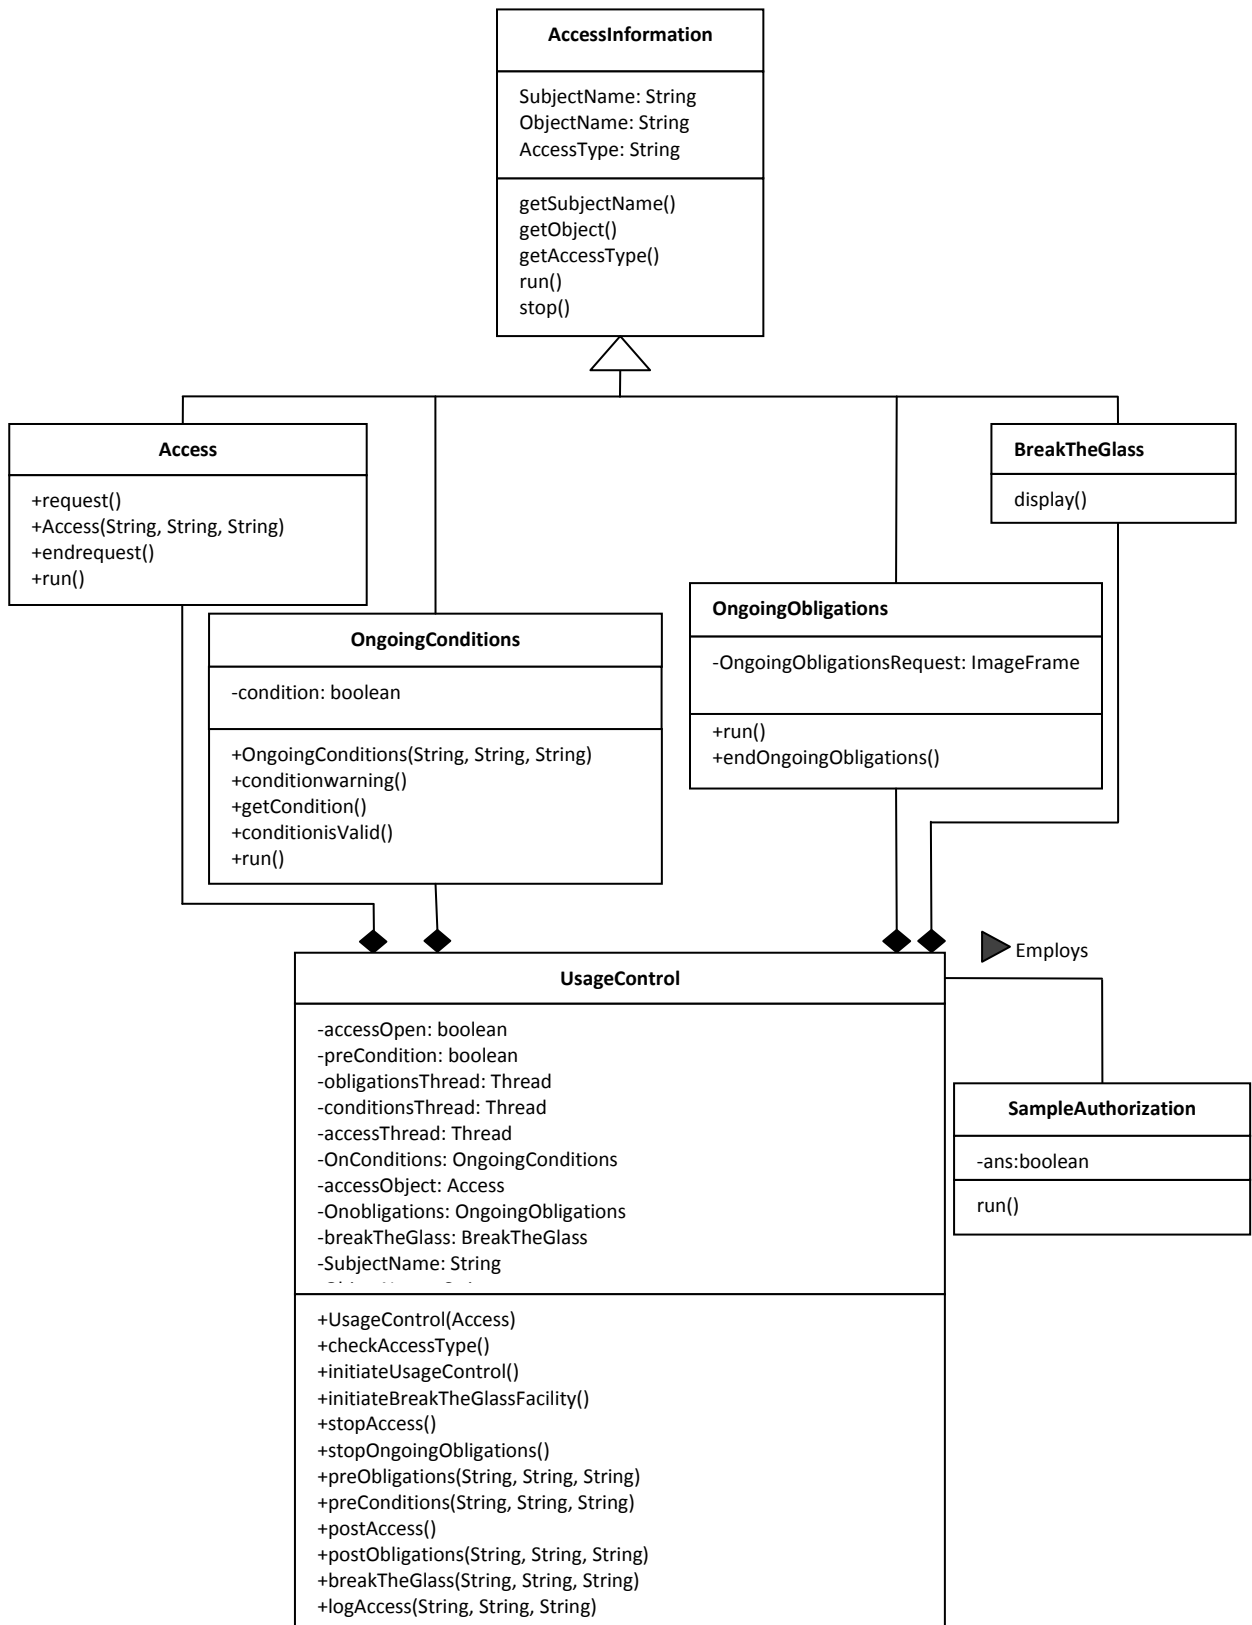 AccessInformation
SubjectName: String
ObjectName: String
AccessType: String
getSubjectName()
getObject()
getAccessType()
run()
stop()
Access
+request()
+Access(String, String, String)
+endrequest()
+run()
BreakTheGlass
display()
OngoingConditions
-condition: boolean
+OngoingConditions(String, String, String)
+conditionwarning()
+getCondition()
+conditionisValid()
+run()
OngoingObligations
-OngoingObligationsRequest: ImageFrame
+run()
+endOngoingObligations()
Employs
UsageControl
-accessOpen: boolean
-preCondition: boolean
-obligationsThread: Thread
-conditionsThread: Thread
-accessThread: Thread
-OnConditions: OngoingConditions
-accessObject: Access
-Onobligations: OngoingObligations
-breakTheGlass: BreakTheGlass
-SubjectName: String
+UsageControl(Access)
+checkAccessType()
+initiateUsageControl()
+initiateBreakTheGlassFacility()
+stopAccess()
+stopOngoingObligations()
+preObligations(String, String, String)
+preConditions(String, String, String)
+postAccess()
+postObligations(String, String, String)
+breakTheGlass(String, String, String)
+logAccess(String, String, String)
SampleAuthorization
-ans:boolean
run()